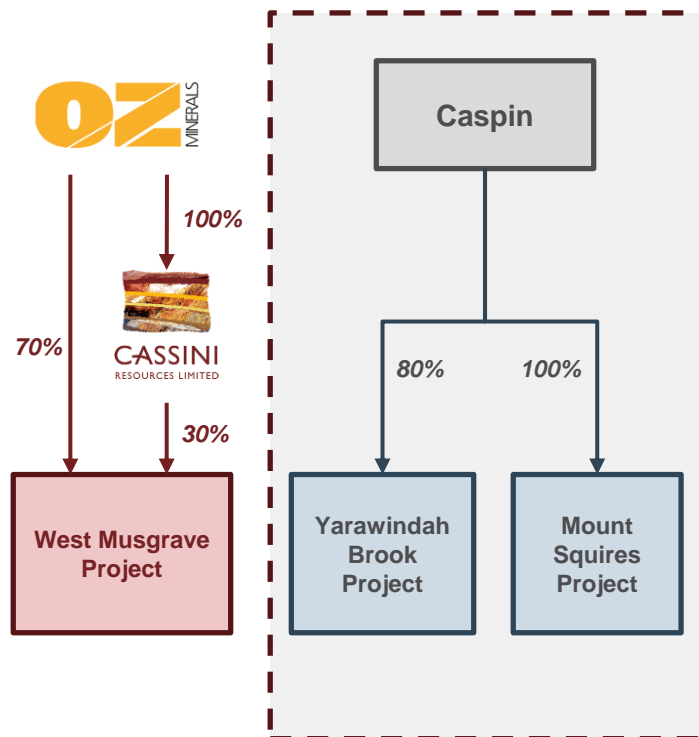 OZ
MINERALS
Caspin
100%
CASSINI
RESOURCES LIMITED
70%
80%
100%
30%
West Musgrave
Project
Yarawindah
Brook
Project
Mount
Squires
Project